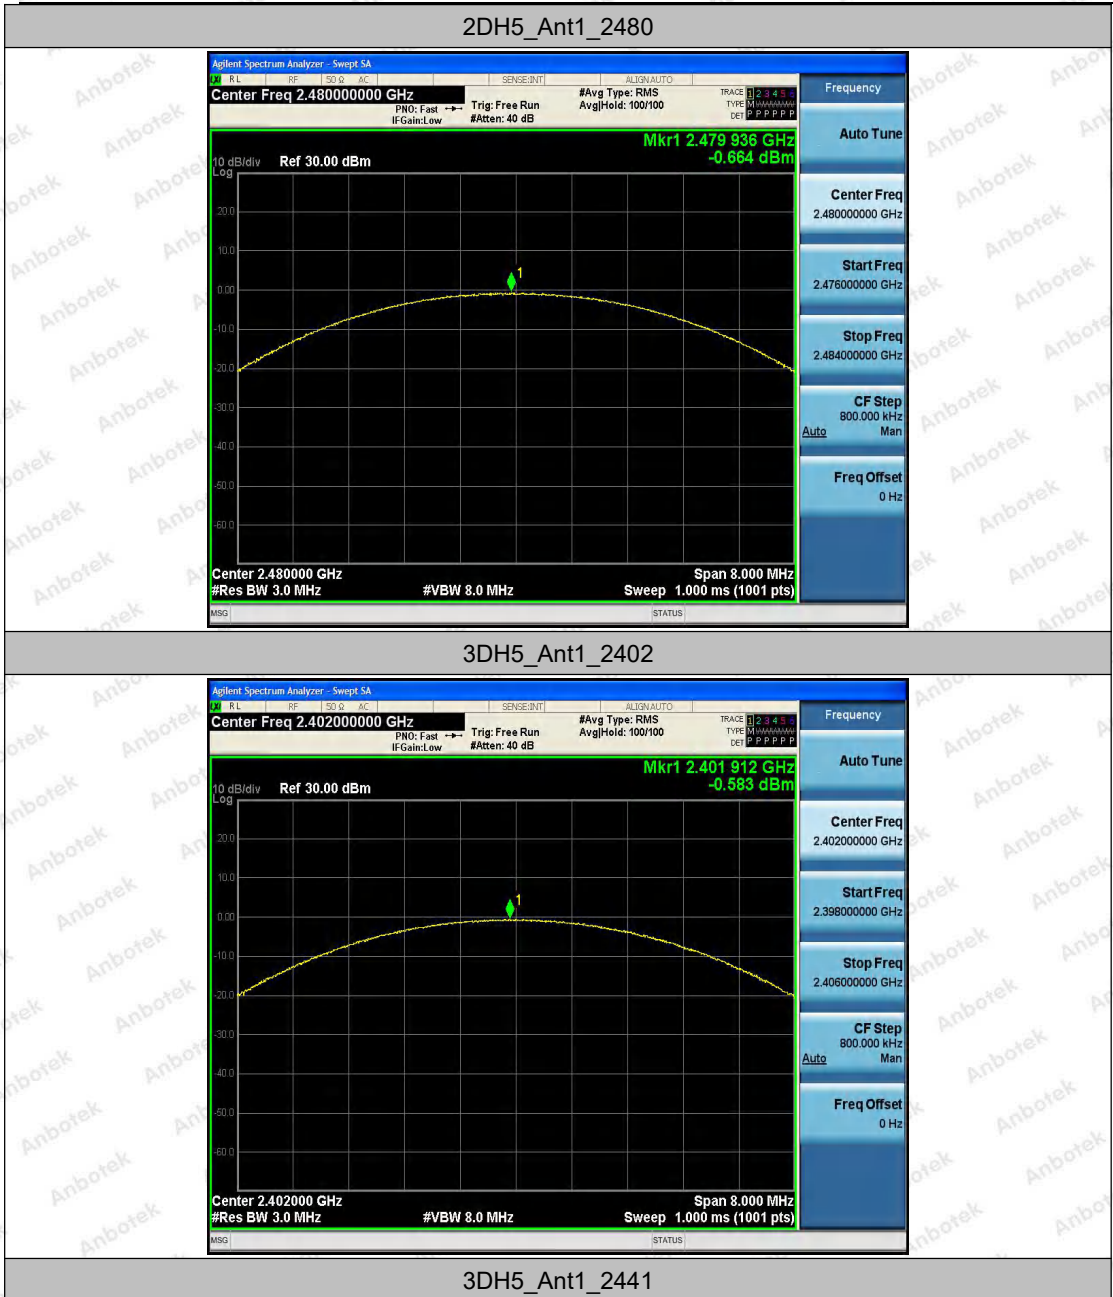 2DH5_Ant1_2480
Agilent Spectrum Analyzer - Swept SA
RL RF 50 Ω AC SENSE:INT ALIGNAUTO
Center Freq 2.480000000 GHz
PNO: Fast
IFGain:Low
Trig: Free Run
#Atten: 40 dB
#Avg Type: RMS
Avg|Hold: 100/100
TRACE 1 2 3 4 5 6
TYPE M
DET P P P P P P
Mkr1 2.479 936 GHz
-0.664 dBm
10 dB/div Ref 30.00 dBm
Log
20.0
10.0
0.00
-10.0
-20.0
-30.0
-40.0
-50.0
-60.0
1
Center 2.480000 GHz Span 8.000 MHz
#Res BW 3.0 MHz #VBW 8.0 MHz Sweep 1.000 ms (1001 pts)
MSG STATUS
Frequency
Auto Tune
Center Freq
2.480000000 GHz
Start Freq
2.476000000 GHz
Stop Freq
2.484000000 GHz
CF Step
800.000 kHz
Auto Man
Freq Offset
0 Hz
3DH5_Ant1_2402
Agilent Spectrum Analyzer - Swept SA
RL RF 50 Ω AC SENSE:INT ALIGNAUTO
Center Freq 2.402000000 GHz
PNO: Fast
IFGain:Low
Trig: Free Run
#Atten: 40 dB
#Avg Type: RMS
Avg|Hold: 100/100
TRACE 1 2 3 4 5 6
TYPE M
DET P P P P P P
Mkr1 2.401 912 GHz
-0.583 dBm
10 dB/div Ref 30.00 dBm
Log
20.0
10.0
0.00
-10.0
-20.0
-30.0
-40.0
-50.0
-60.0
1
Center 2.402000 GHz Span 8.000 MHz
#Res BW 3.0 MHz #VBW 8.0 MHz Sweep 1.000 ms (1001 pts)
MSG STATUS
Frequency
Auto Tune
Center Freq
2.402000000 GHz
Start Freq
2.398000000 GHz
Stop Freq
2.406000000 GHz
CF Step
800.000 kHz
Auto Man
Freq Offset
0 Hz
3DH5_Ant1_2441
Anbotek